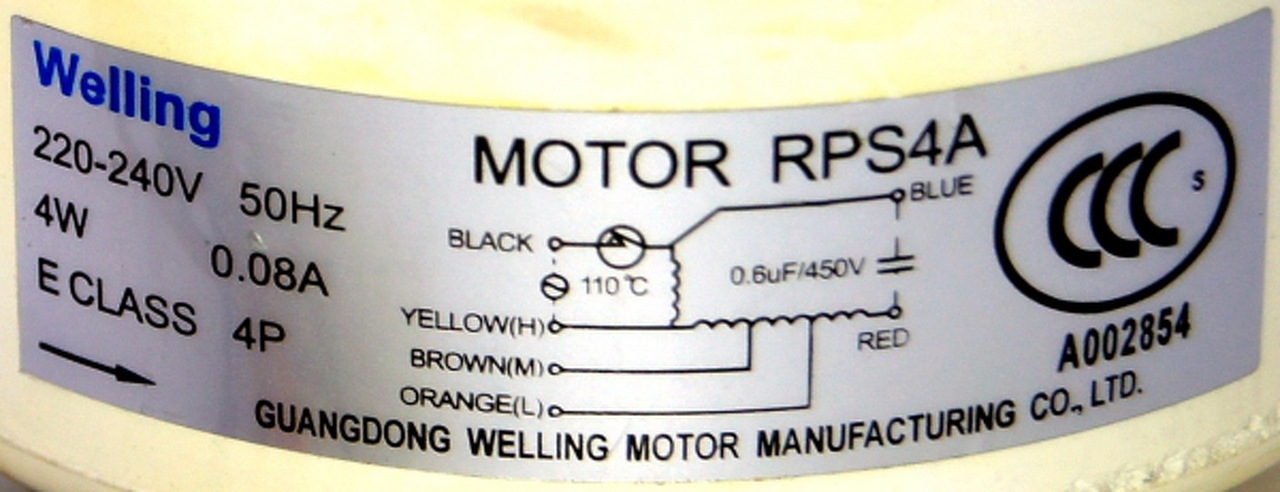 Welling
220-240V 50Hz
4W 0.08A
E CLASS 4P
MOTOR RPS4A
BLUE
BLACK
110℃
0.6uF/450V
YELLOW(H)
RED
BROWN(M)
ORANGE(L)
CCC S
A002854
GUANGDONG WELLING MOTOR MANUFACTURING CO., LTD.